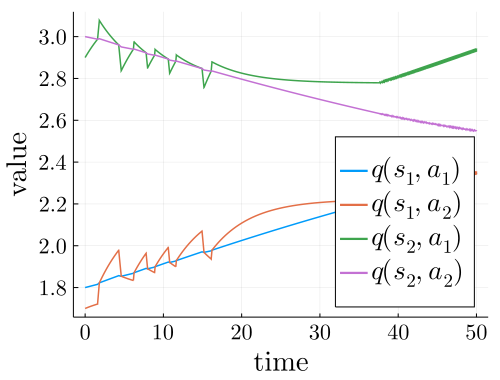 3.0
2.8
2.6
2.4
2.2
2.0
1.8
value
q(s₁, a₁)
q(s₁, a₂)
q(s₂, a₁)
q(s₂, a₂)
0 10 20 30 40 50
time